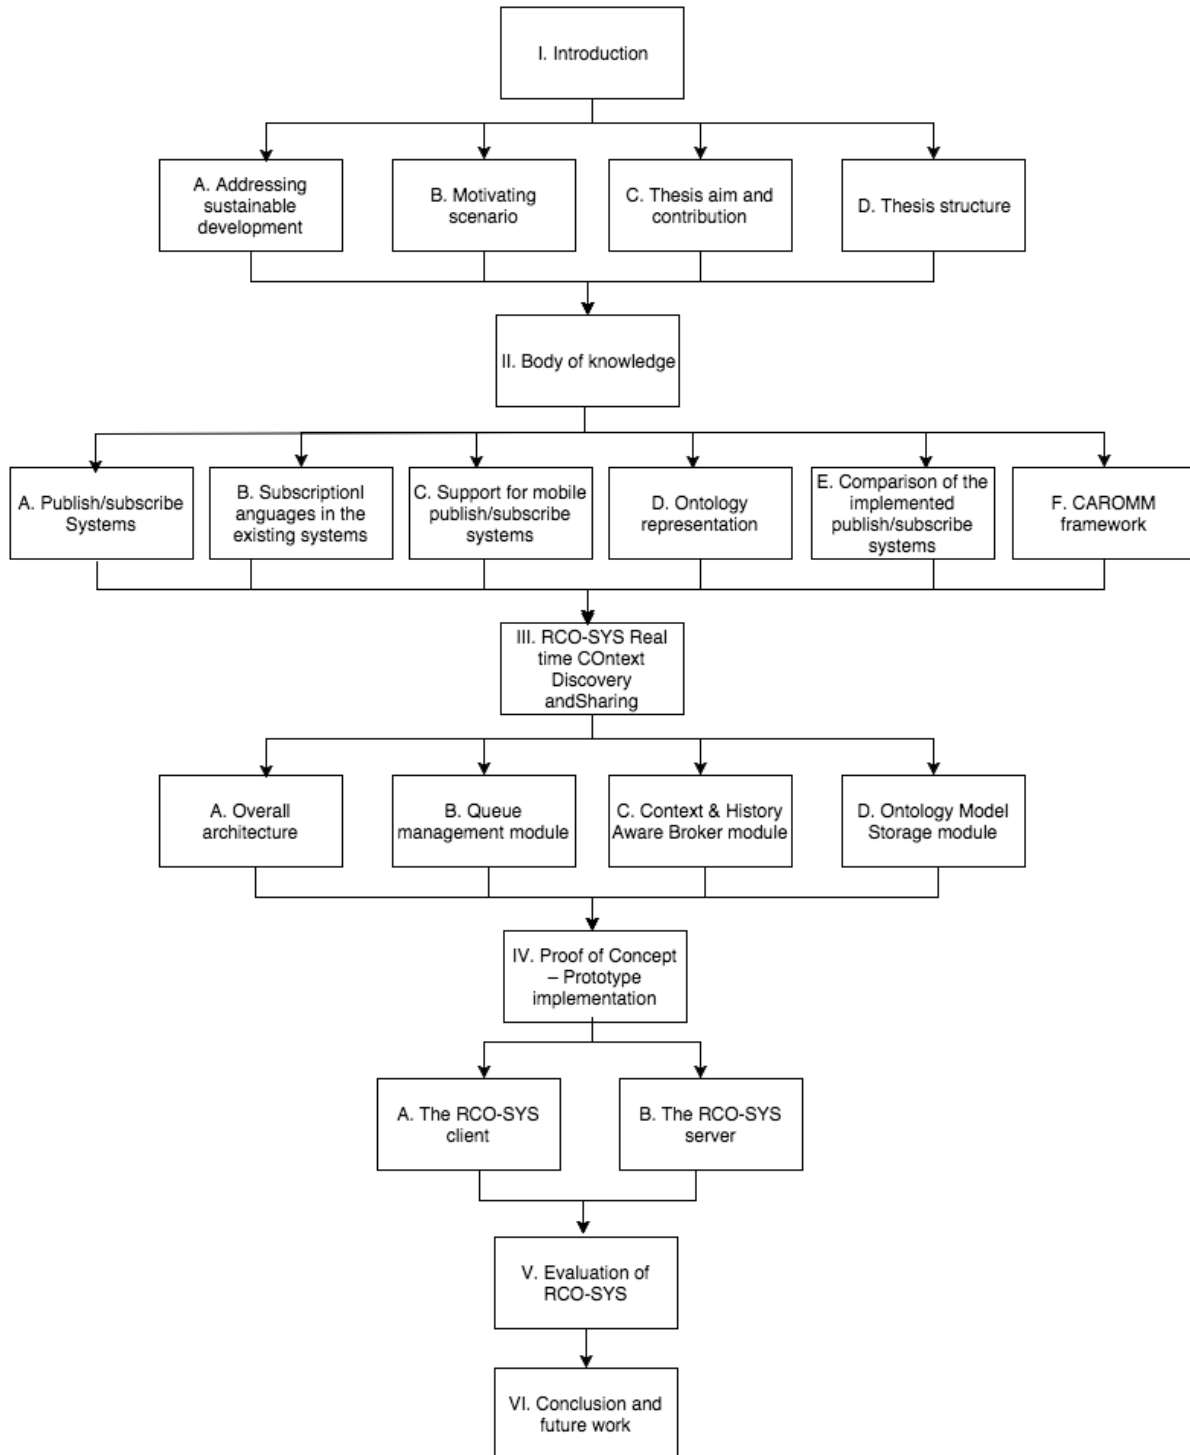 I. Introduction
A. Addressing
sustainable
development
B. Motivating
scenario
C. Thesis aim and
contribution
D. Thesis structure
II. Body of knowledge
A. Publish/subscribe
Systems
B. Subscriptionl
anguages in the
existing systems
C. Support for mobile
publish/subscribe
systems
D. Ontology
representation
E. Comparison of the
implemented
publish/subscribe
systems
F. CAROMM
framework
III. RCO-SYS Real
time COntext
Discovery
andSharing
A. Overall
architecture
B. Queue
management module
C. Context & History
Aware Broker module
D. Ontology Model
Storage module
IV. Proof of Concept
– Prototype
implementation
A. The RCO-SYS
client
B. The RCO-SYS
server
V. Evaluation of
RCO-SYS
VI. Conclusion and
future work